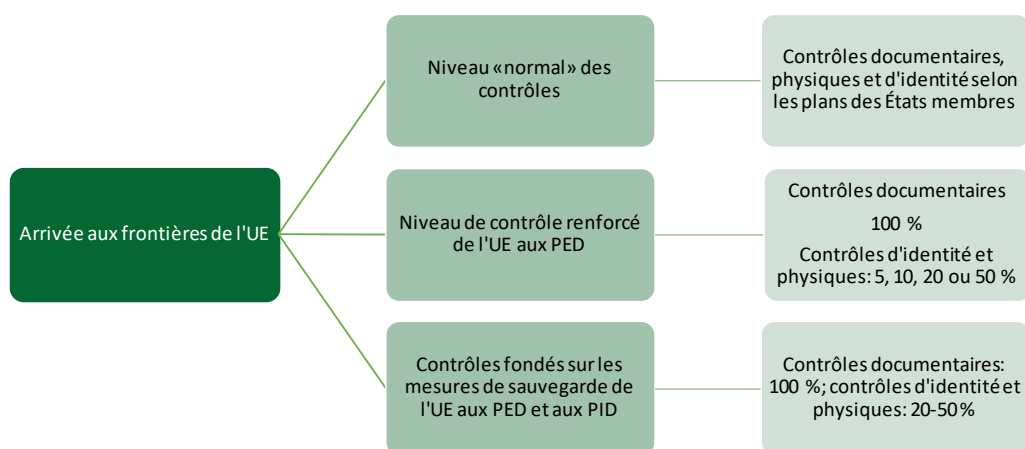 Niveau «normal» des
contrôles
Contrôles documentaires,
physiques et d'identité selon
les plans des États membres
Arrivée aux frontières de l'UE
Niveau de contrôle renforcé
de l'UE aux PED
Contrôles documentaires
100 %
Contrôles d'identité et
physiques: 5, 10, 20 ou 50 %
Contrôles fondés sur les
mesures de sauvegarde de
l'UE aux PED et aux PID
Contrôles documentaires:
100 %; contrôles d'identité et
physiques: 20-50 %